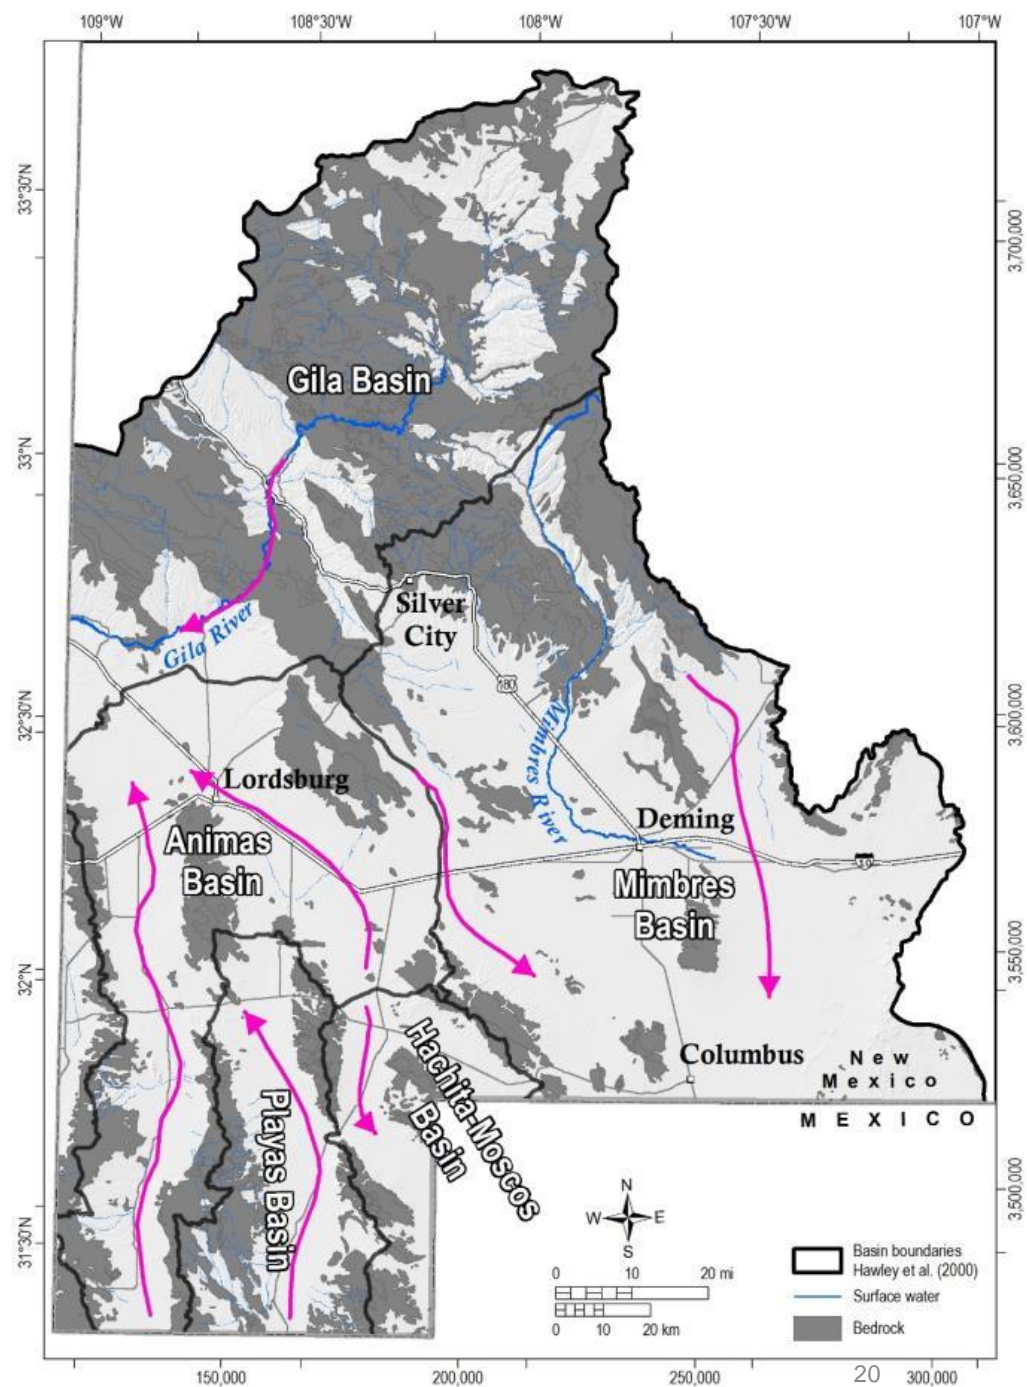 109°W
108°30'W
108°W
107°30'W
107°W
33°30'N
33°N
32°30'N
32°N
31°30'N
3,700,000
3,650,000
3,600,000
3,550,000
3,500,000
Gila Basin
Silver
City
Gila River
180
Mimbres River
Lordsburg
Deming
Animas
Basin
10
Mimbres
Basin
Columbus
Hachita-Moscos
Basin
Playas Basin
New
Mexico
MEXICO
N
W
E
S
0 10 20 mi
0 10 20 km
Basin boundaries
Hawley et al. (2000)
Surface water
Bedrock
150,000
200,000
250,000
20
300,000